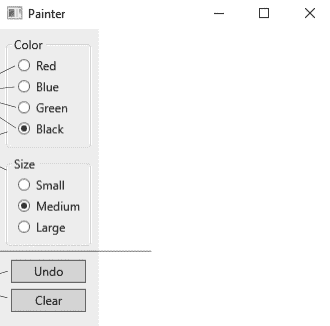 Painter
Color
Red
Blue
Green
Black
Size
Small
Medium
Large
Undo
Clear